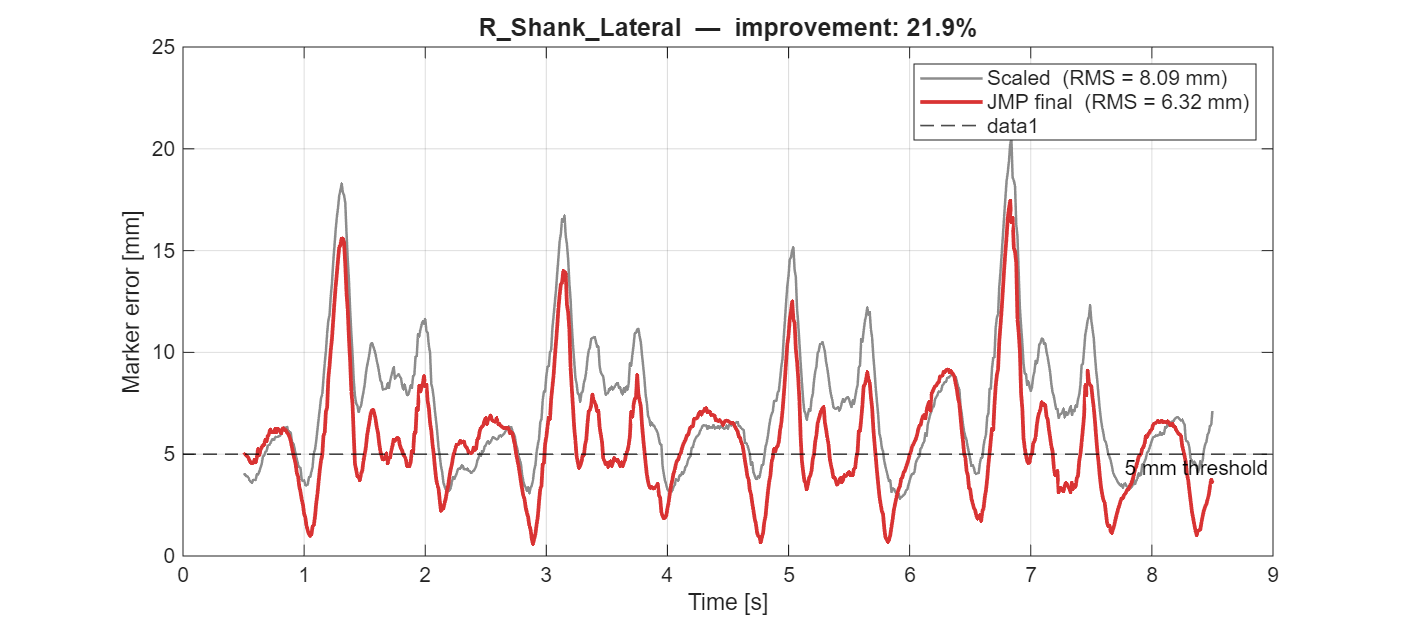 R_Shank_Lateral — improvement: 21.9%
25
20
15
10
5
0
Marker error [mm]
Scaled (RMS = 8.09 mm)
JMP final (RMS = 6.32 mm)
data1
5 mm threshold
0 1 2 3 4 5 6 7 8 9
Time [s]